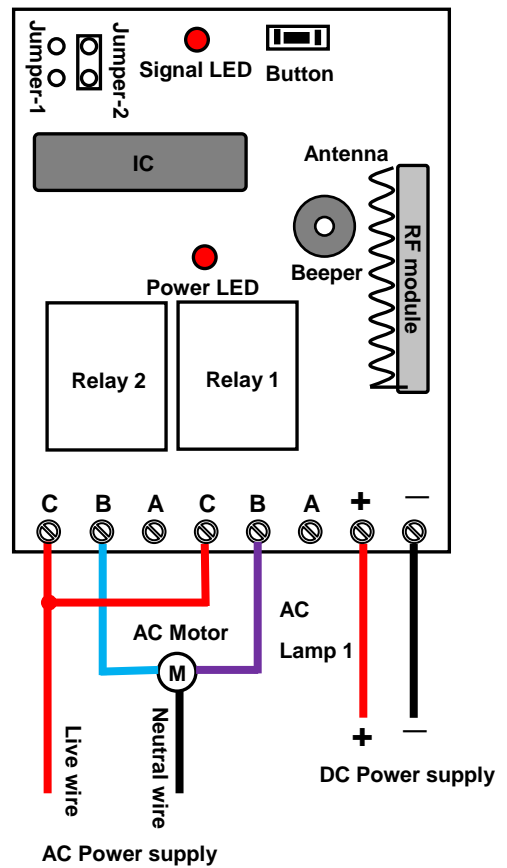 Jumper-1
Jumper-2
Signal LED
Button
IC
Antenna
RF module
Beeper
Power LED
Relay 2
Relay 1
C B A C B A + —
AC Motor
AC
Lamp 1
M
Live wire
Neutral wire
+ —
DC Power supply
AC Power supply